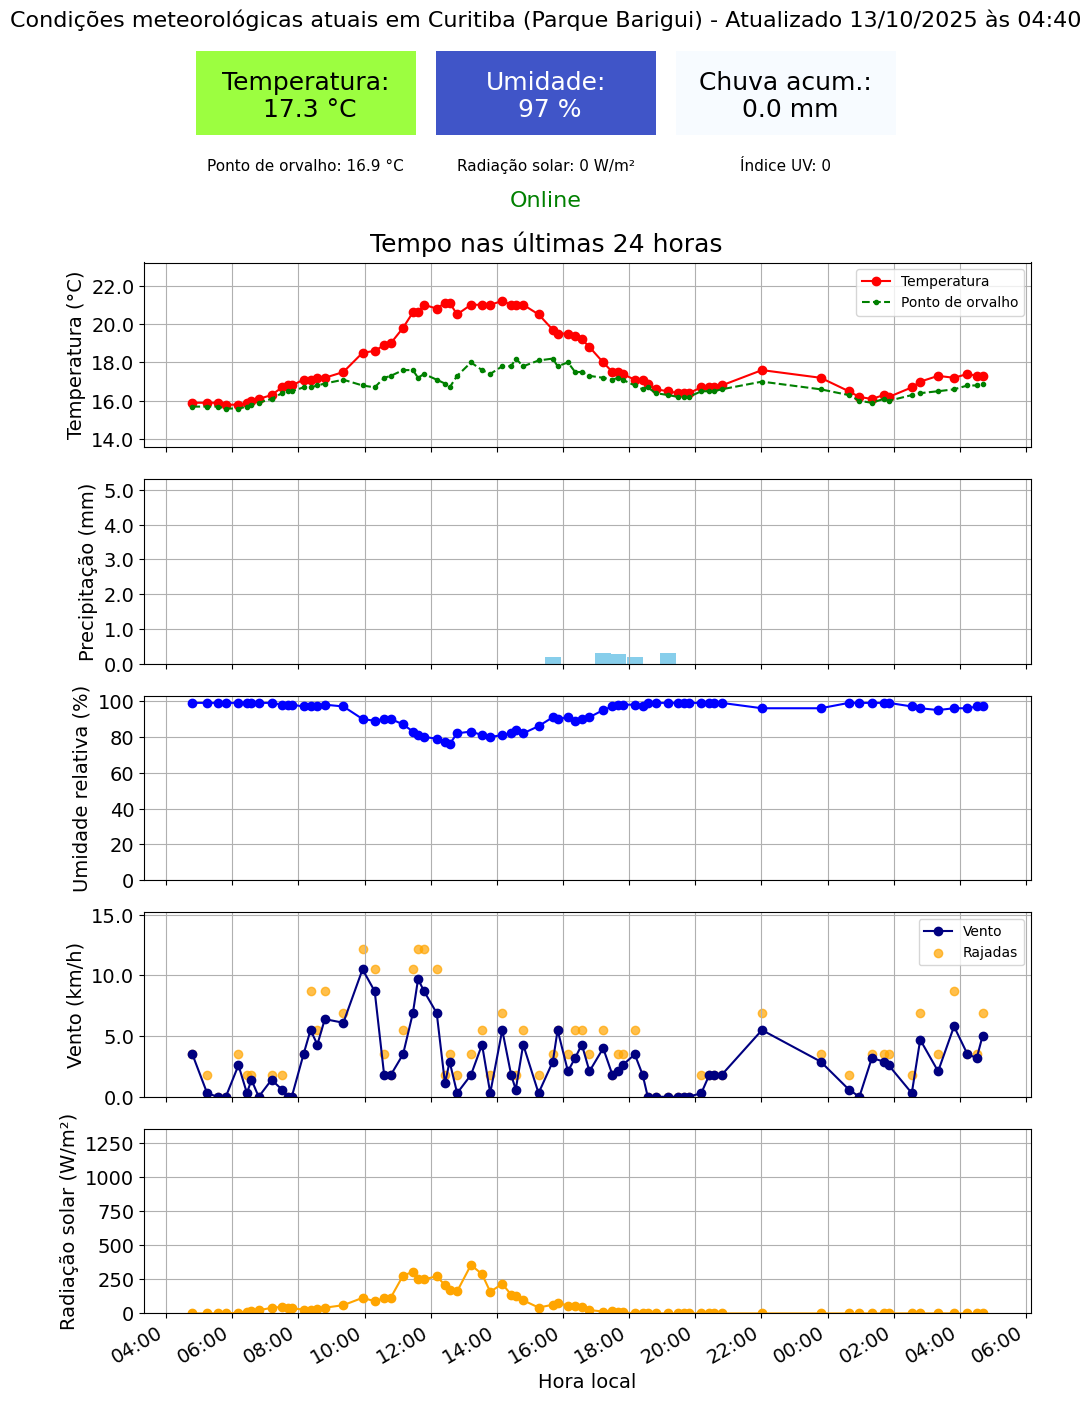 Condições meteorológicas atuais em Curitiba (Parque Barigui) - Atualizado 13/10/2025 às 04:40
Temperatura:
17.3 °C
Umidade:
97 %
Chuva acum.:
0.0 mm
Ponto de orvalho: 16.9 °C
Radiação solar: 0 W/m²
Índice UV: 0
Online
Tempo nas últimas 24 horas
Temperatura (°C)
22.0
20.0
18.0
16.0
14.0
Temperatura
Ponto de orvalho
Precipitação (mm)
5.0
4.0
3.0
2.0
1.0
0.0
Umidade relativa (%)
100
80
60
40
20
0
Vento (km/h)
15.0
10.0
5.0
0.0
Vento
Rajadas
Radiação solar (W/m²)
1250
1000
750
500
250
0
04:00 06:00 08:00 10:00 12:00 14:00 16:00 18:00 20:00 22:00 00:00 02:00 04:00 06:00
Hora local